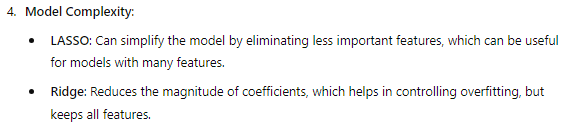 4. Model Complexity:
• LASSO: Can simplify the model by eliminating less important features, which can be useful
for models with many features.
• Ridge: Reduces the magnitude of coefficients, which helps in controlling overfitting, but
keeps all features.